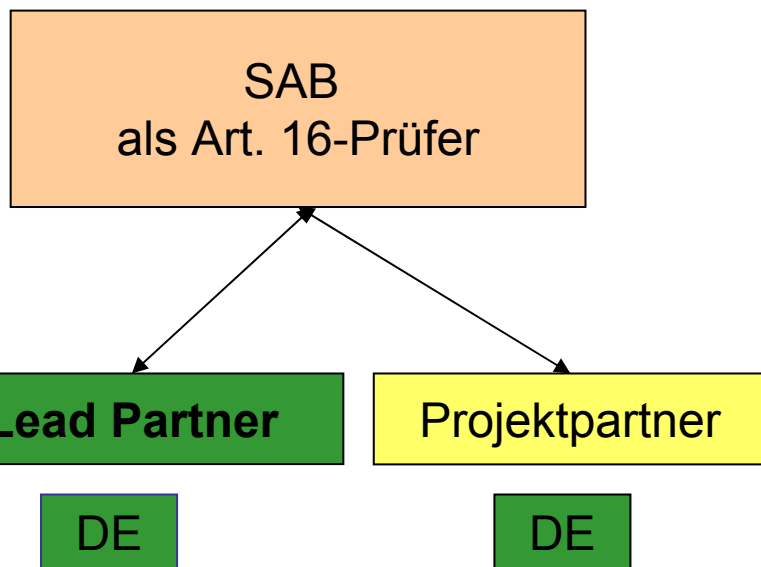 SAB
als Art. 16-Prüfer
Lead Partner
Projektpartner
DE
DE